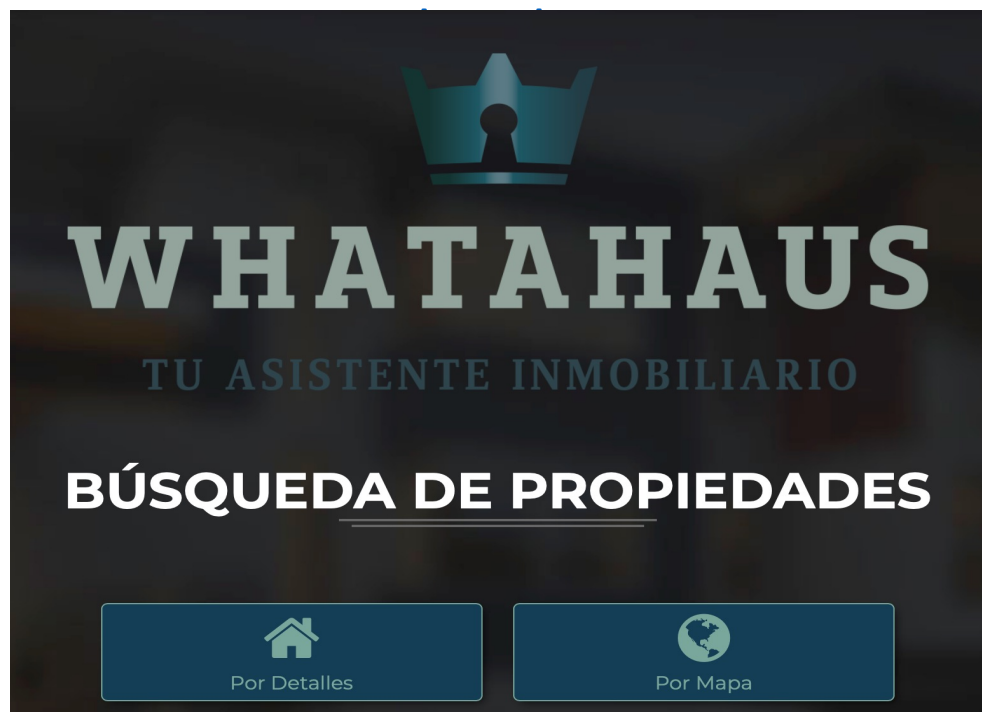 WHATAHAUS
TU ASISTENTE INMOBILIARIO
BÚSQUEDA DE PROPIEDADES
Por Detalles
Por Mapa